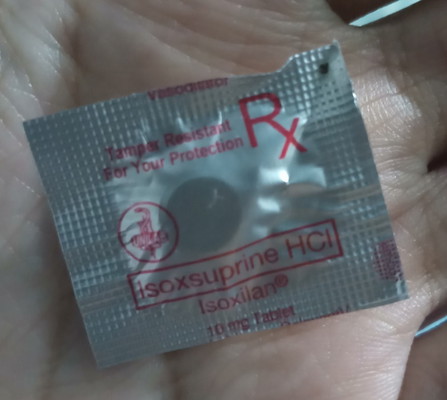 Rx
Tamper Resistant
For Your Protection
isoxsuprine HCl
Isoxilan®
10 mg Tablet